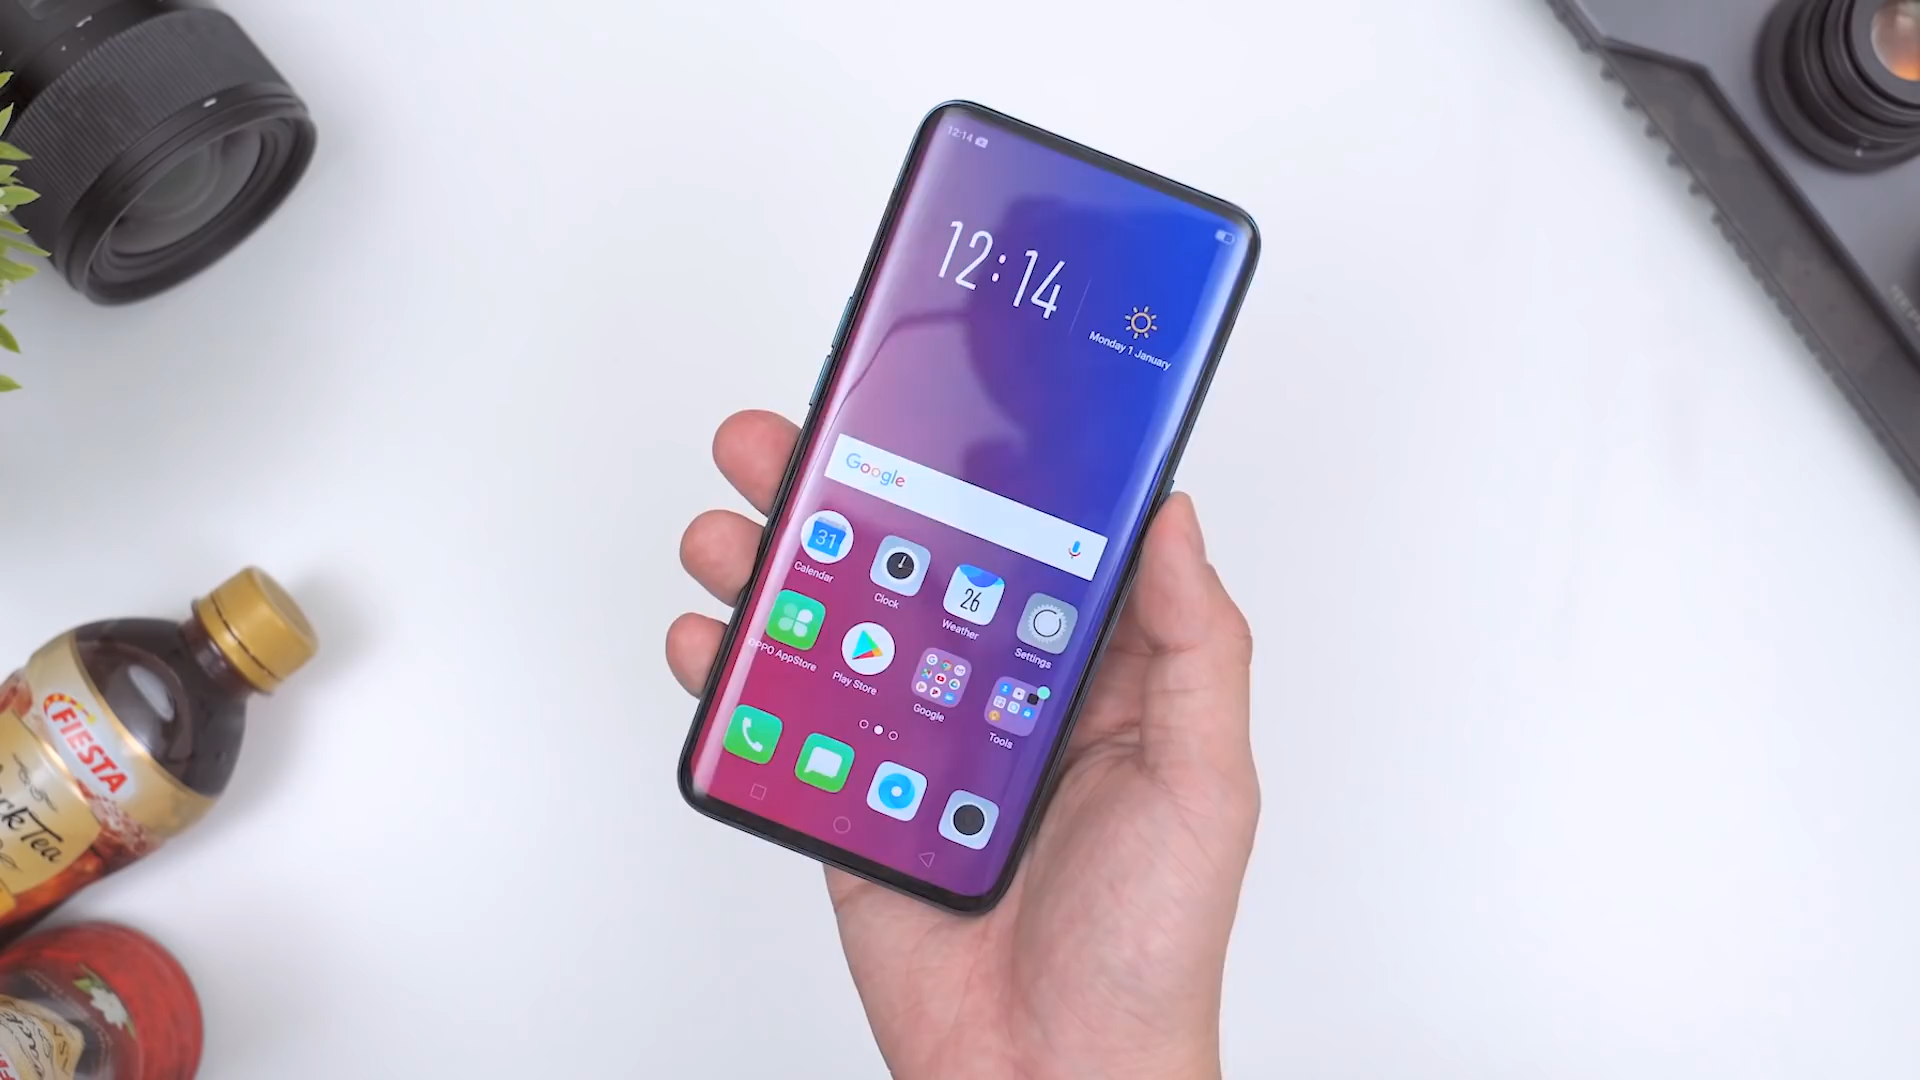 12:14
12:14
Monday 1 January
Google
31
Calendar
Clock
26
Weather
Settings
OPPO AppStore
Play Store
Google
Tools
FIESTA
Tea